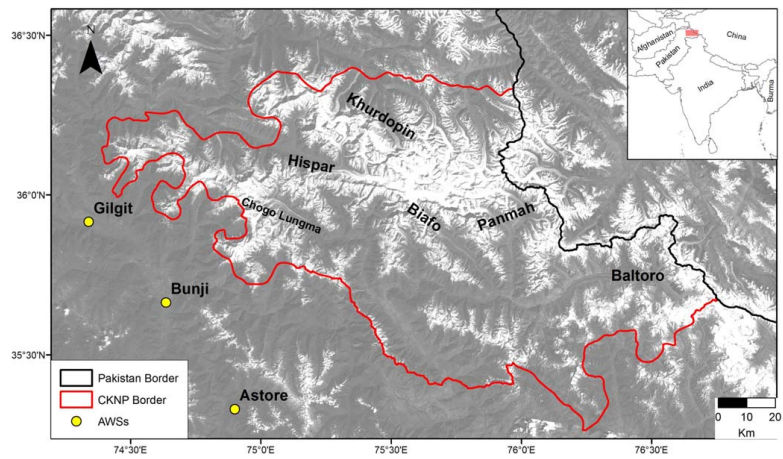 36°30'N
36°0'N
35°30'N
N
Khurdopin
Hispar
Chogo Lungma
Biafo
Panmah
Baltoro
Gilgit
Bunji
Astore
Afghanistan
Pakistan
China
India
Burma
Pakistan Border
CKNP Border
AWSs
0 10 20
Km
74°30'E 75°0'E 75°30'E 76°0'E 76°30'E